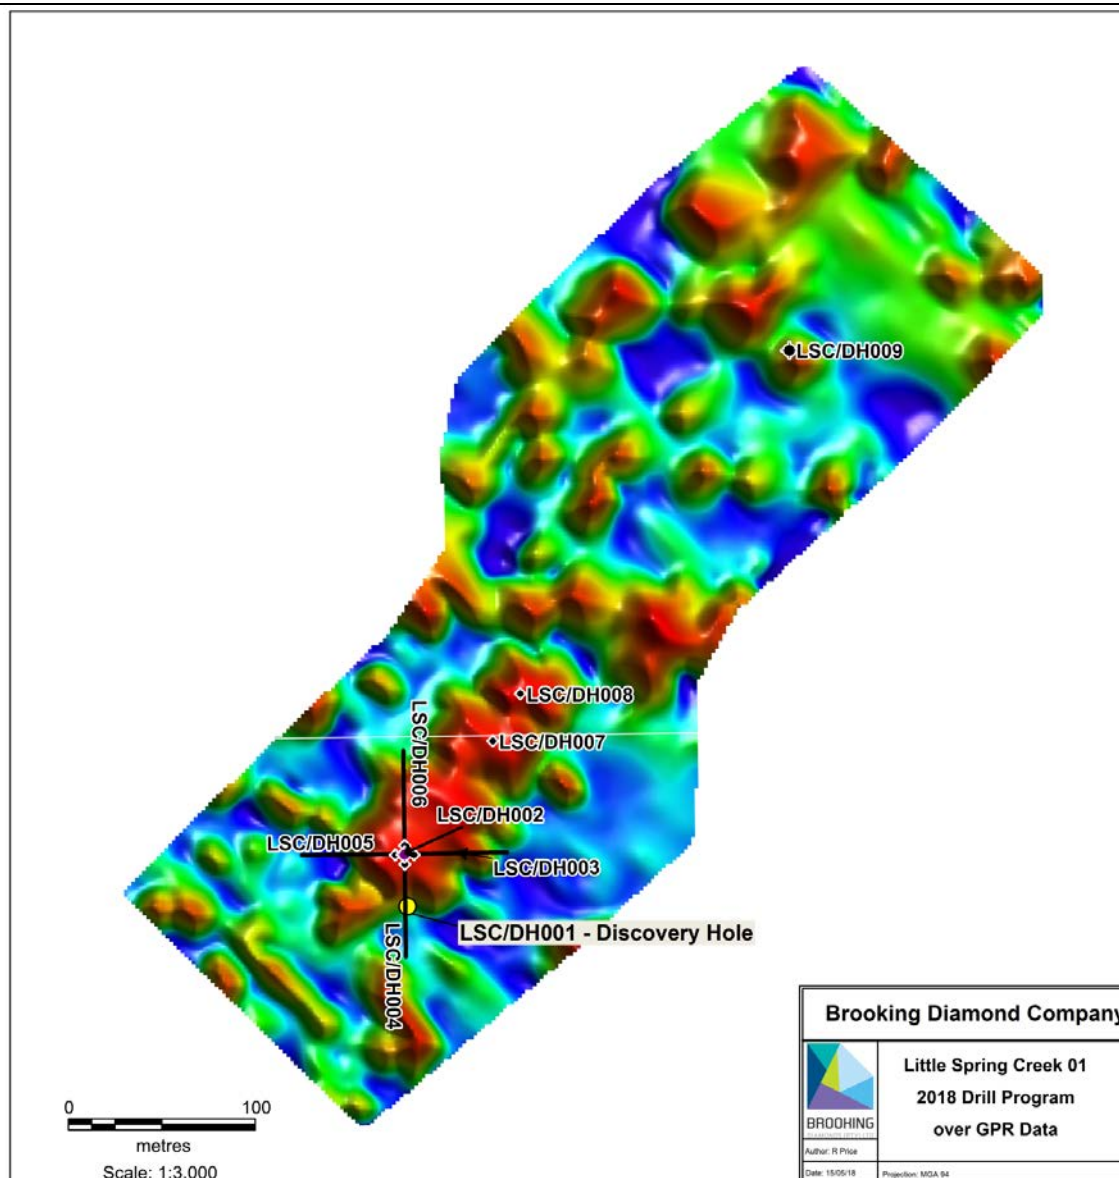 LSC/DH009
LSC/DH008
LSC/DH006
LSC/DH007
LSC/DH002
LSC/DH005
LSC/DH003
LSC/DH001 - Discovery Hole
LSC/DH004
0 100
metres
Scale: 1:3,000
Brooking Diamond Company
Little Spring Creek 01
2018 Drill Program
over GPR Data
BROOHING
Author: R Price
Date: 15/05/18
Projection: MGA 94